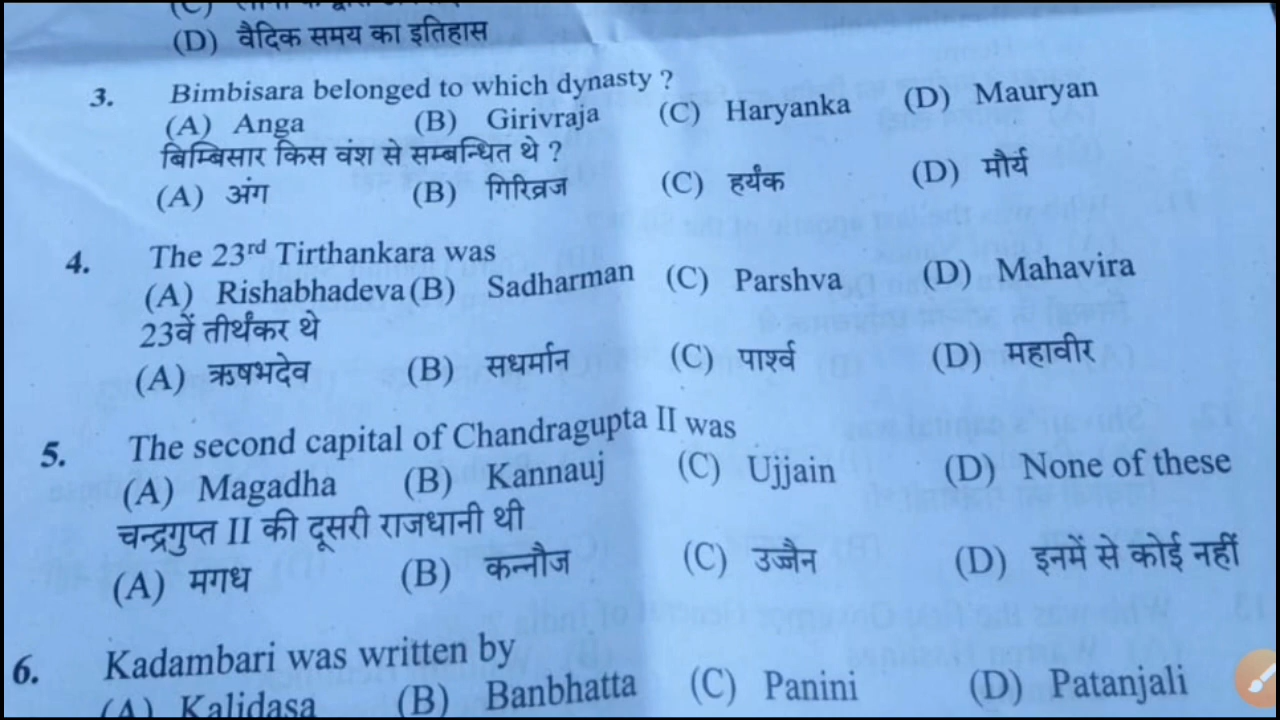 (D) वैदिक समय का इतिहास
3. Bimbisara belonged to which dynasty ?
(A) Anga (B) Girivraja (C) Haryanka (D) Mauryan
बिम्बिसार किस वंश से सम्बन्धित थे ?
(A) अंग (B) गिरिव्रज (C) हर्यंक (D) मौर्य
4. The 23rd Tirthankara was
(A) Rishabhadeva (B) Sadharman (C) Parshva (D) Mahavira
23वें तीर्थंकर थे
(A) ऋषभदेव (B) सधर्मान (C) पार्श्व (D) महावीर
5. The second capital of Chandragupta II was
(A) Magadha (B) Kannauj (C) Ujjain (D) None of these
चन्द्रगुप्त II की दूसरी राजधानी थी
(A) मगध (B) कन्नौज (C) उज्जैन (D) इनमें से कोई नहीं
6. Kadambari was written by
(A) Kalidasa (B) Banbhatta (C) Panini (D) Patanjali